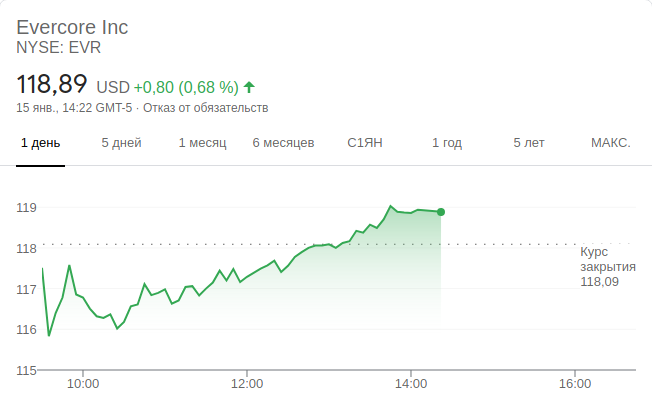 Evercore Inc
NYSE: EVR
118,89 USD +0,80 (0,68 %)
15 янв., 14:22 GMT-5 · Отказ от обязательств
1 день 5 дней 1 месяц 6 месяцев С1ЯН 1 год 5 лет МАКС.
119
118
117
116
115
Курс
закрытия
118,09
10:00 12:00 14:00 16:00